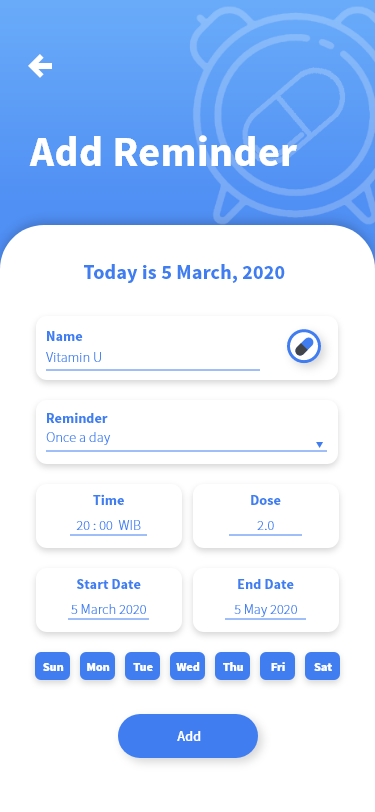 Add Reminder
Today is 5 March, 2020
Name
Vitamin U
Reminder
Once a day
Time
20 : 00 WIB
Dose
2.0
Start Date
5 March 2020
End Date
5 May 2020
Sun Mon Tue Wed Thu Fri Sat
Add